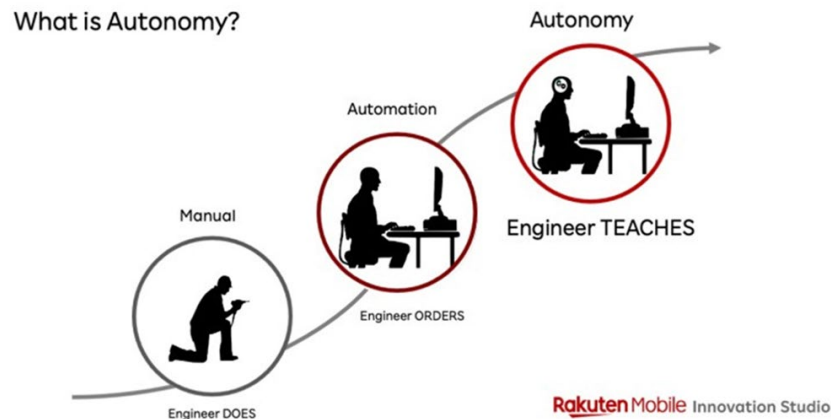 What is Autonomy?
Autonomy
Automation
Manual
Engineer TEACHES
Engineer ORDERS
Engineer DOES
Rakuten Mobile Innovation Studio